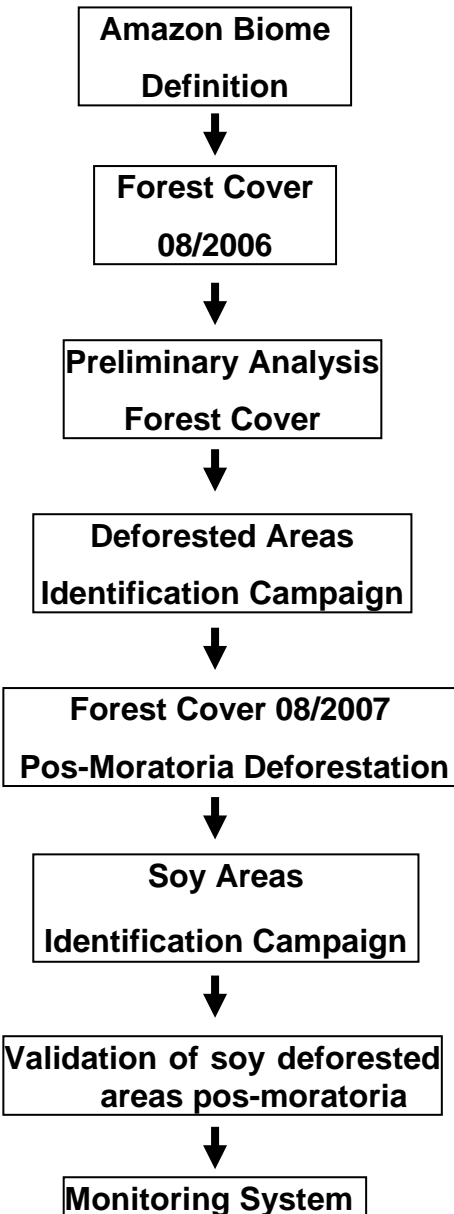 Amazon Biome
Definition
Forest Cover
08/2006
Preliminary Analysis
Forest Cover
Deforested Areas
Identification Campaign
Forest Cover 08/2007
Pos-Moratoria Deforestation
Soy Areas
Identification Campaign
Validation of soy deforested
areas pos-moratoria
Monitoring System